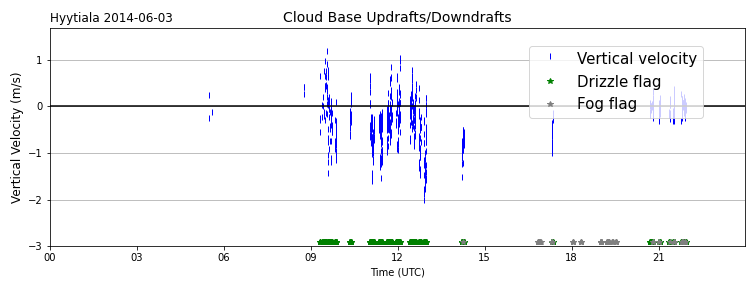 Hyytiala 2014-06-03
Cloud Base Updrafts/Downdrafts
Vertical Velocity (m/s)
1
0
−1
−2
−3
Vertical velocity
Drizzle flag
Fog flag
00 03 06 09 12 15 18 21
Time (UTC)